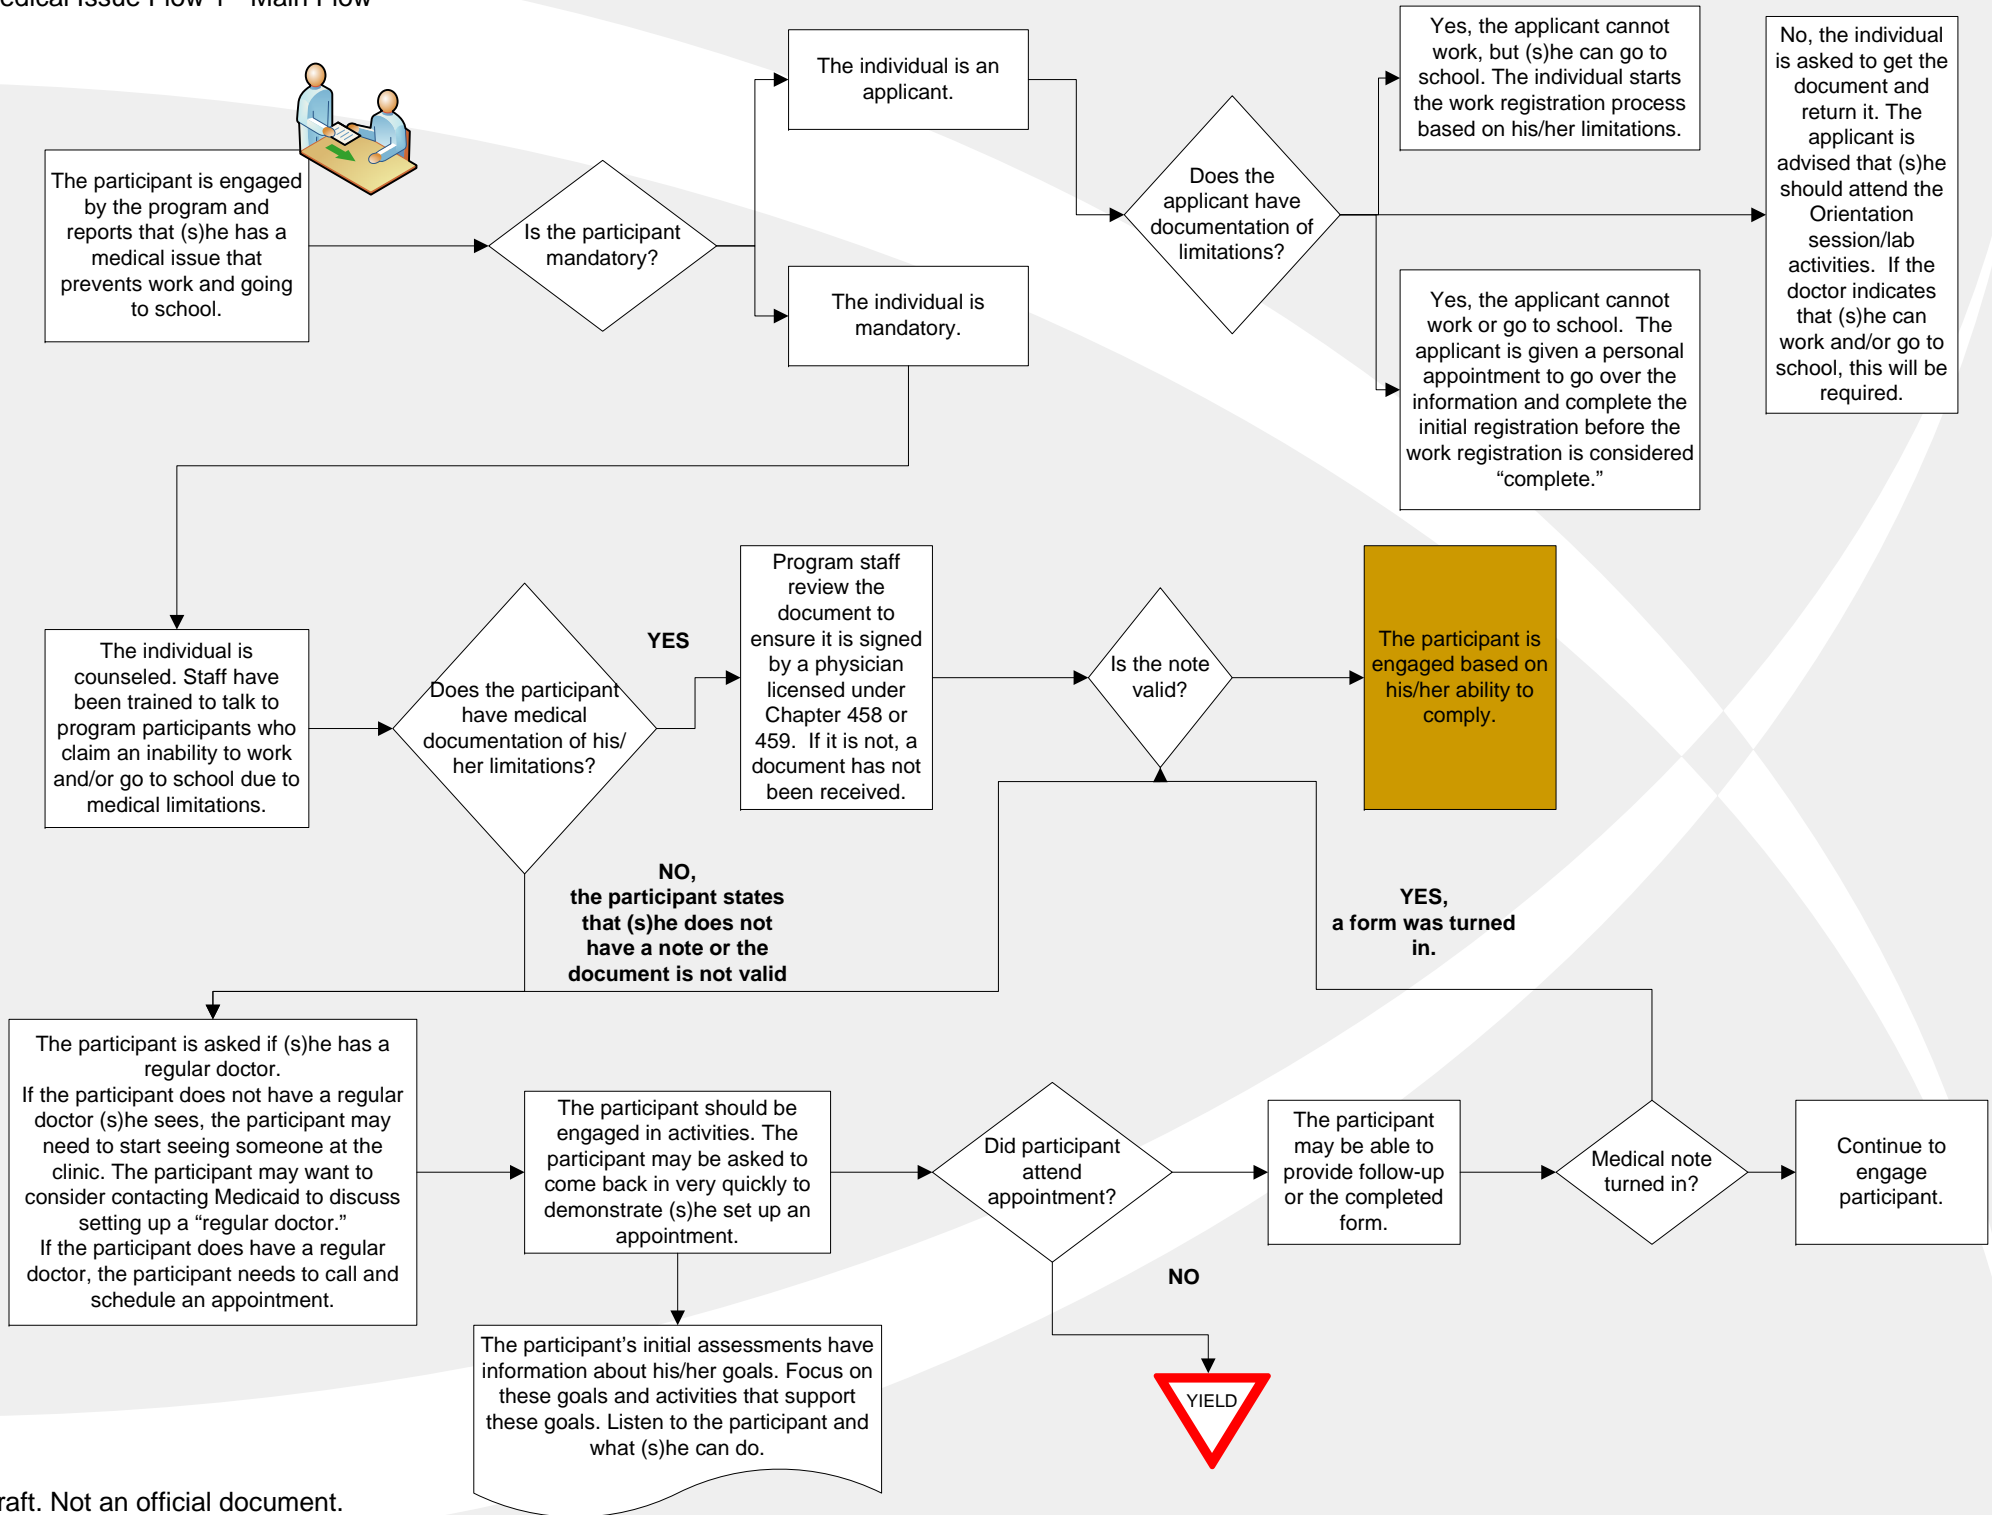 edical Issue Flow 1 - Main Flow
The participant is engaged
by the program and
reports that (s)he has a
medical issue that
prevents work and going
to school.
Is the participant
mandatory?
The individual is an
applicant.
The individual is
mandatory.
Does the
applicant have
documentation of
limitations?
Yes, the applicant cannot
work, but (s)he can go to
school. The individual starts
the work registration process
based on his/her limitations.
Yes, the applicant cannot
work or go to school.  The
applicant is given a personal
appointment to go over the
information and complete the
initial registration before the
work registration is considered
“complete.”
No, the individual
is asked to get the
document and
return it. The
applicant is
advised that (s)he
should attend the
Orientation
session/lab
activities.  If the
doctor indicates
that (s)he can
work and/or go to
school, this will be
required.
The individual is
counseled. Staff have
been trained to talk to
program participants who
claim an inability to work
and/or go to school due to
medical limitations.
Does the participant
have medical
documentation of his/
her limitations?
YES
Program staff
review the
document to
ensure it is signed
by a physician
licensed under
Chapter 458 or
459.  If it is not, a
document has not
been received.
Is the note
valid?
The participant is
engaged based on
his/her ability to
comply.
NO,
the participant states
that (s)he does not
have a note or the
document is not valid
YES,
a form was turned
in.
The participant is asked if (s)he has a
regular doctor.
If the participant does not have a regular
doctor (s)he sees, the participant may
need to start seeing someone at the
clinic. The participant may want to
consider contacting Medicaid to discuss
setting up a “regular doctor.”
If the participant does have a regular
doctor, the participant needs to call and
schedule an appointment.
The participant should be
engaged in activities. The
participant may be asked to
come back in very quickly to
demonstrate (s)he set up an
appointment.
Did participant
attend
appointment?
The participant
may be able to
provide follow-up
or the completed
form.
Medical note
turned in?
Continue to
engage
participant.
NO
The participant’s initial assessments have
information about his/her goals. Focus on
these goals and activities that support
these goals. Listen to the participant and
what (s)he can do.
YIELD
raft. Not an official document.